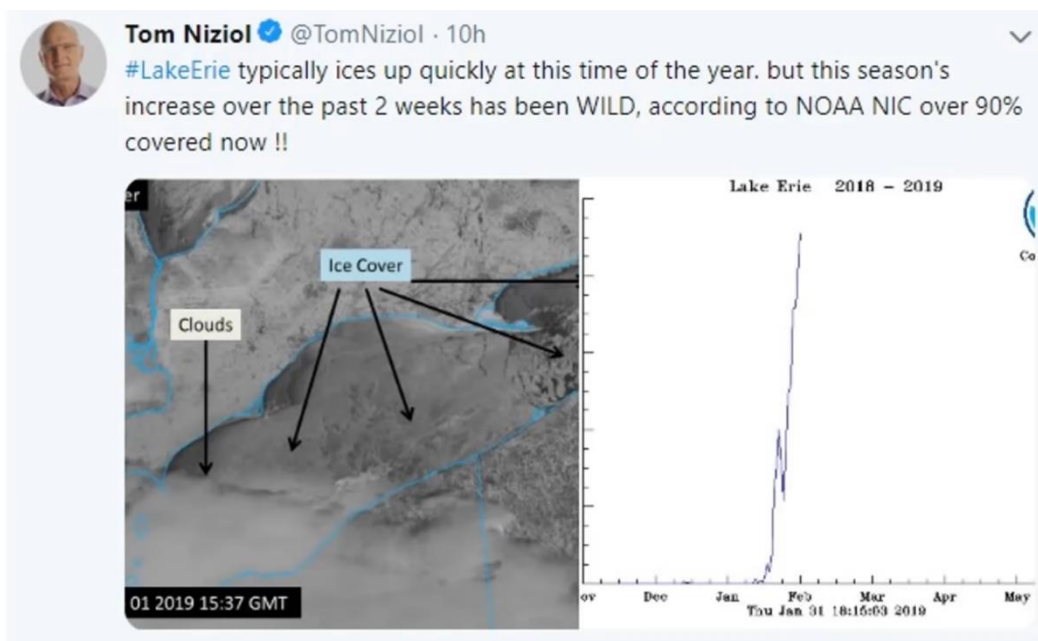 Tom Niziol @TomNiziol · 10h
#LakeErie typically ices up quickly at this time of the year. but this season's
increase over the past 2 weeks has been WILD, according to NOAA NIC over 90%
covered now !!
er
Ice Cover
Clouds
01 2019 15:37 GMT
Lake Erie 2018 - 2019
Co
ov Dec Jan Feb Mar Apr May
Thu Jan 31 18:15:03 2019